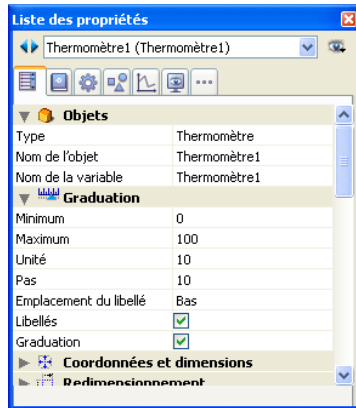 Liste des propriétés
Thermomètre1 (Thermomètre1)
Objets
Type Thermomètre
Nom de l'objet Thermomètre1
Nom de la variable Thermomètre1
Graduation
Minimum 0
Maximum 100
Unité 10
Pas 10
Emplacement du libellé Bas
Libellés
Graduation
Coordonnées et dimensions
Redimensionnement